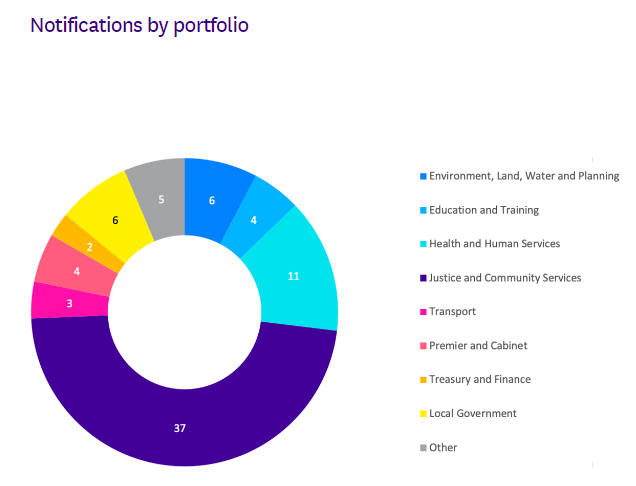 Notifications by portfolio
6
4
11
37
3
4
2
6
5
Environment, Land, Water and Planning
Education and Training
Health and Human Services
Justice and Community Services
Transport
Premier and Cabinet
Treasury and Finance
Local Government
Other